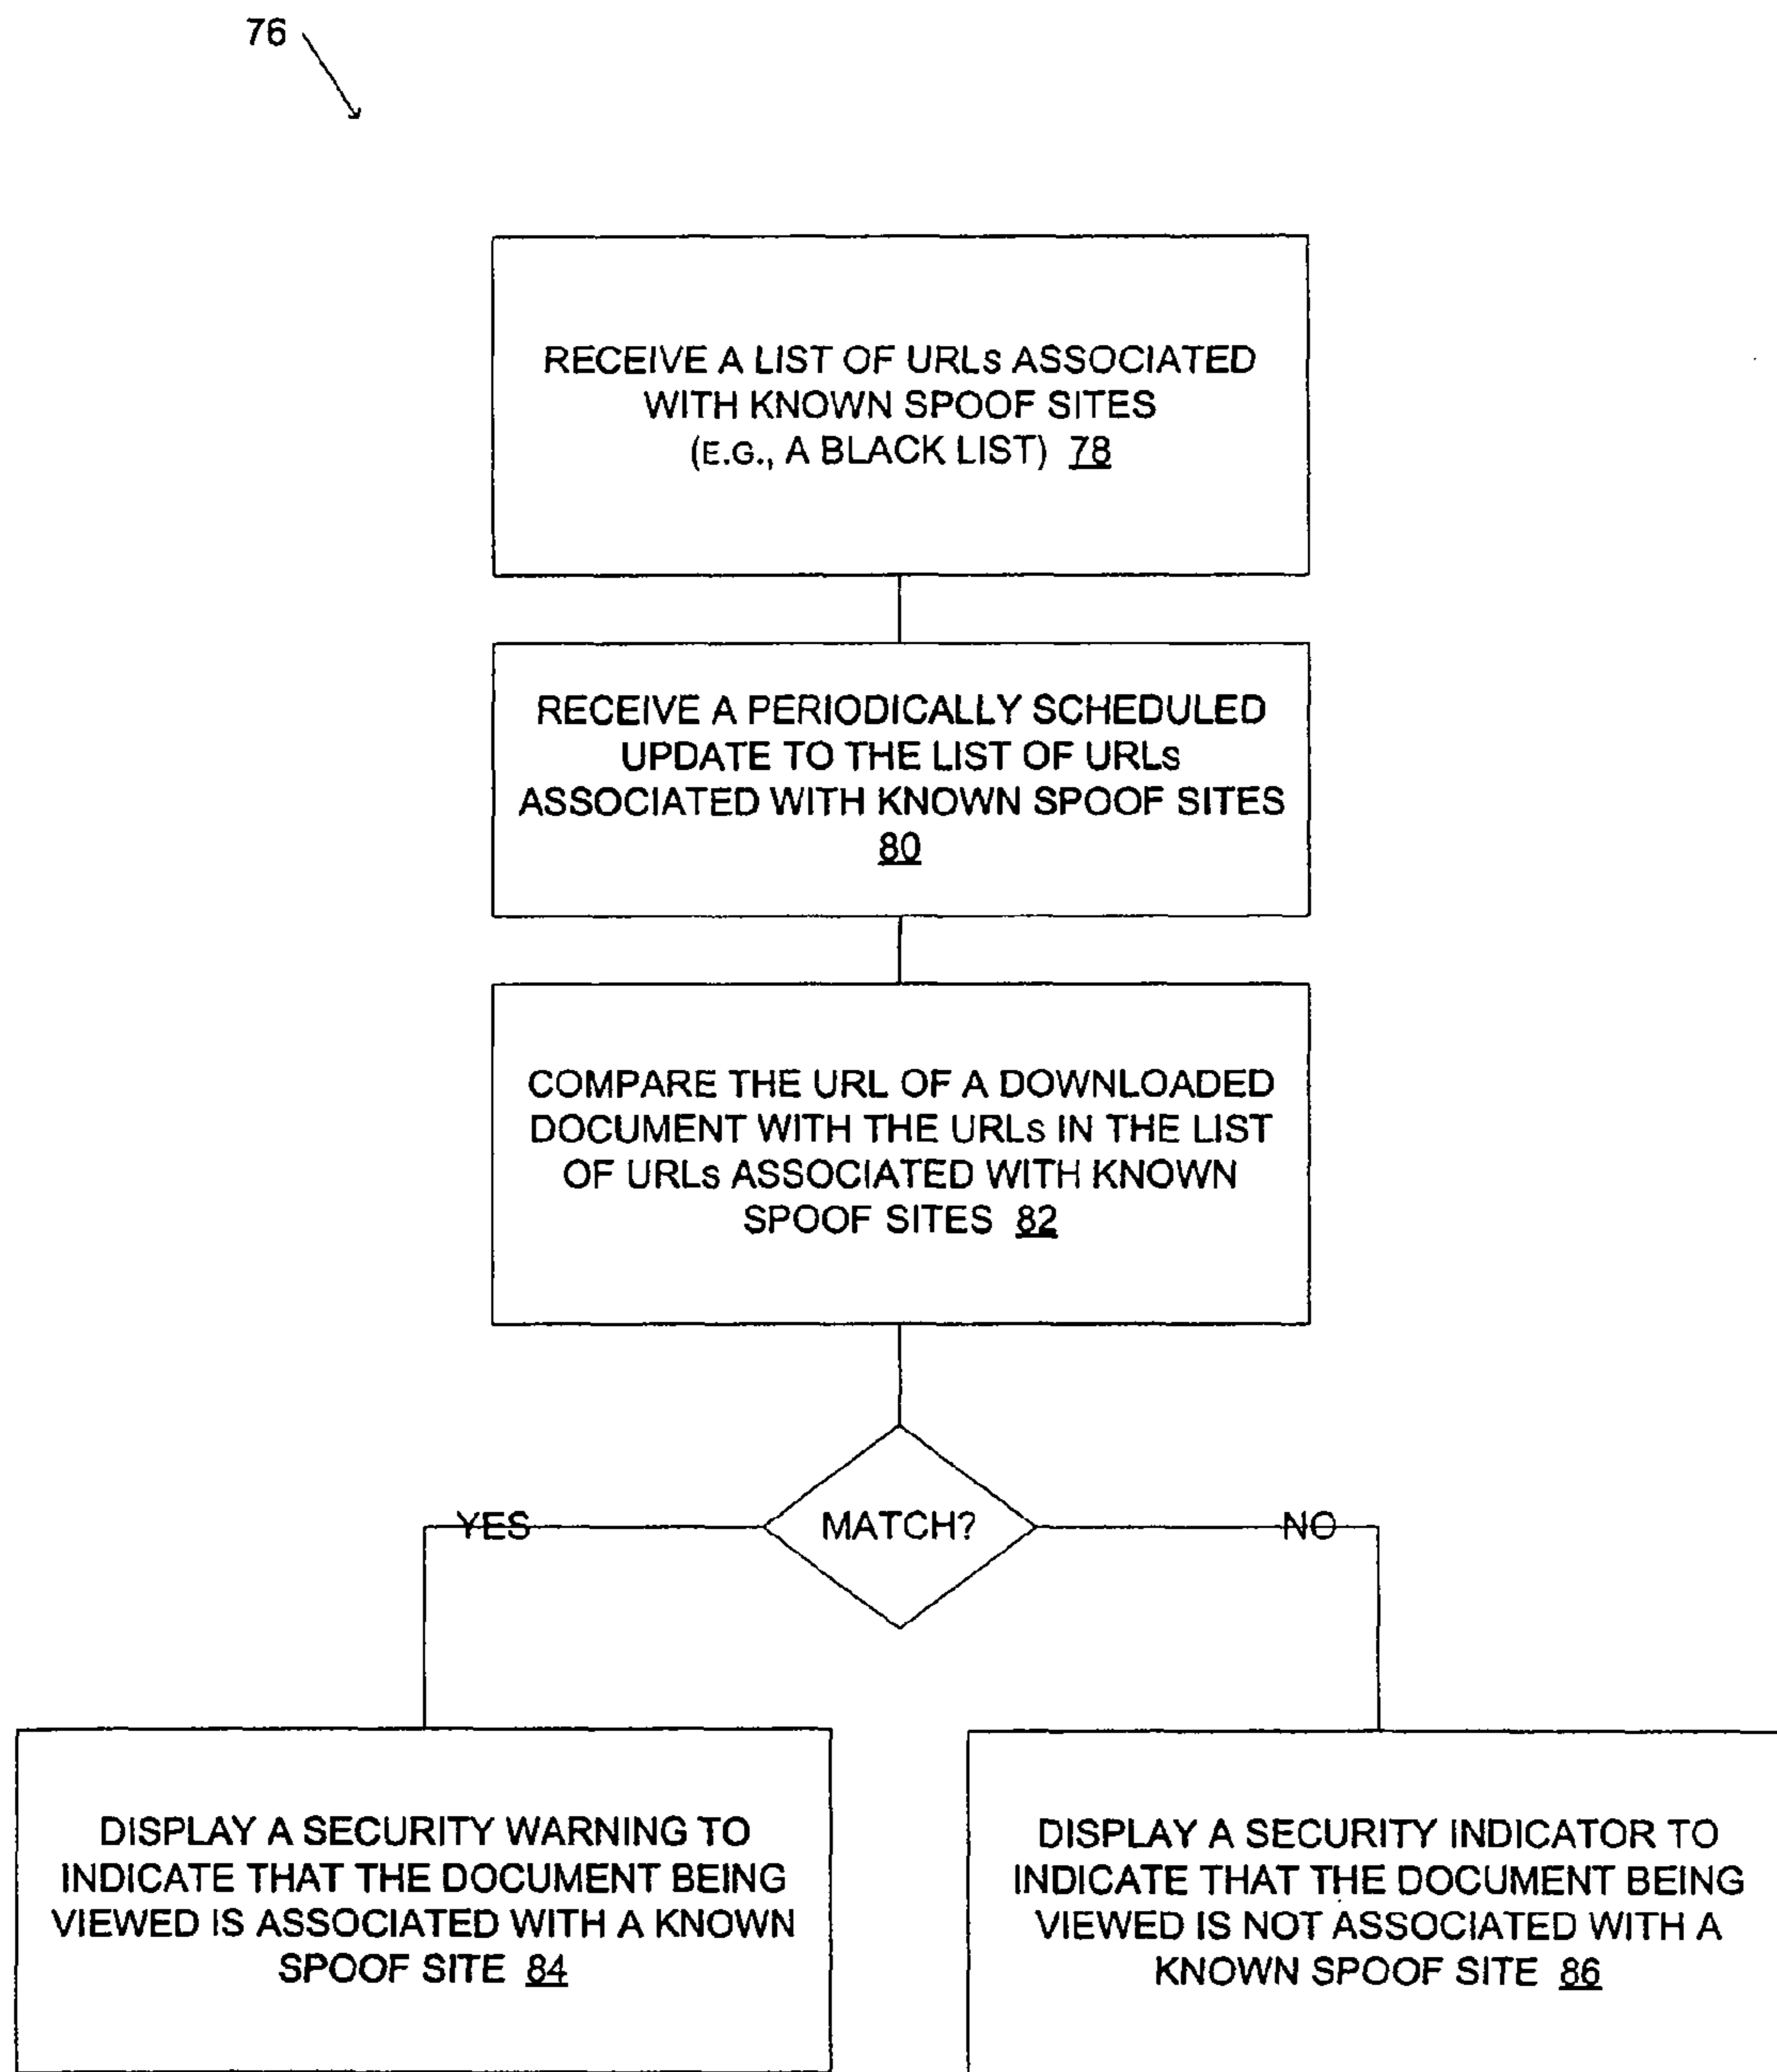 76
RECEIVE A LIST OF URLs ASSOCIATED
WITH KNOWN SPOOF SITES
(E.G., A BLACK LIST) 78
RECEIVE A PERIODICALLY SCHEDULED
UPDATE TO THE LIST OF URLs
ASSOCIATED WITH KNOWN SPOOF SITES
80
COMPARE THE URL OF A DOWNLOADED
DOCUMENT WITH THE URLs IN THE LIST
OF URLs ASSOCIATED WITH KNOWN
SPOOF SITES 82
MATCH?
YES
NO
DISPLAY A SECURITY WARNING TO
INDICATE THAT THE DOCUMENT BEING
VIEWED IS ASSOCIATED WITH A KNOWN
SPOOF SITE 84
DISPLAY A SECURITY INDICATOR TO
INDICATE THAT THE DOCUMENT BEING
VIEWED IS NOT ASSOCIATED WITH A
KNOWN SPOOF SITE 86